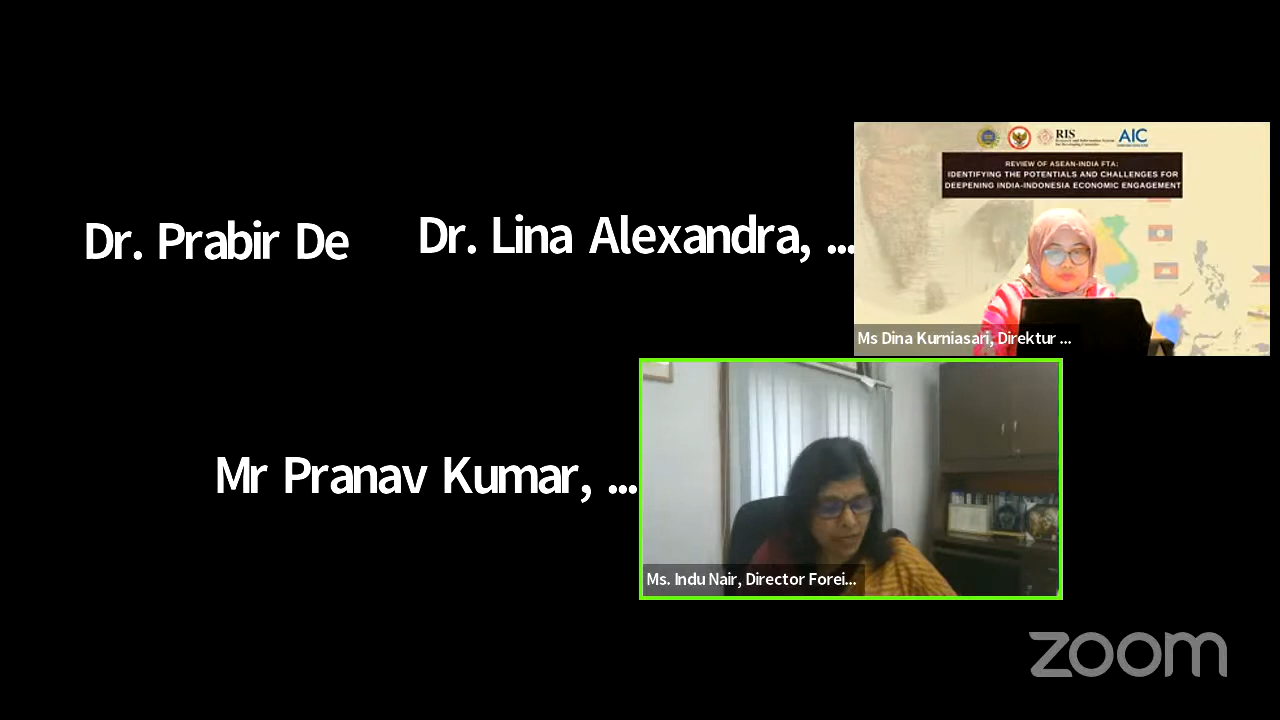 RIS
AIC
REVIEW OF ASEAN-INDIA FTA:
IDENTIFYING THE POTENTIALS AND CHALLENGES FOR
DEEPENING INDIA-INDONESIA ECONOMIC ENGAGEMENT
Dr. Prabir De
Dr. Lina Alexandra, ...
Ms Dina Kurniasari, Direktur ...
Mr Pranav Kumar, ...
Ms. Indu Nair, Director Forei...
zoom